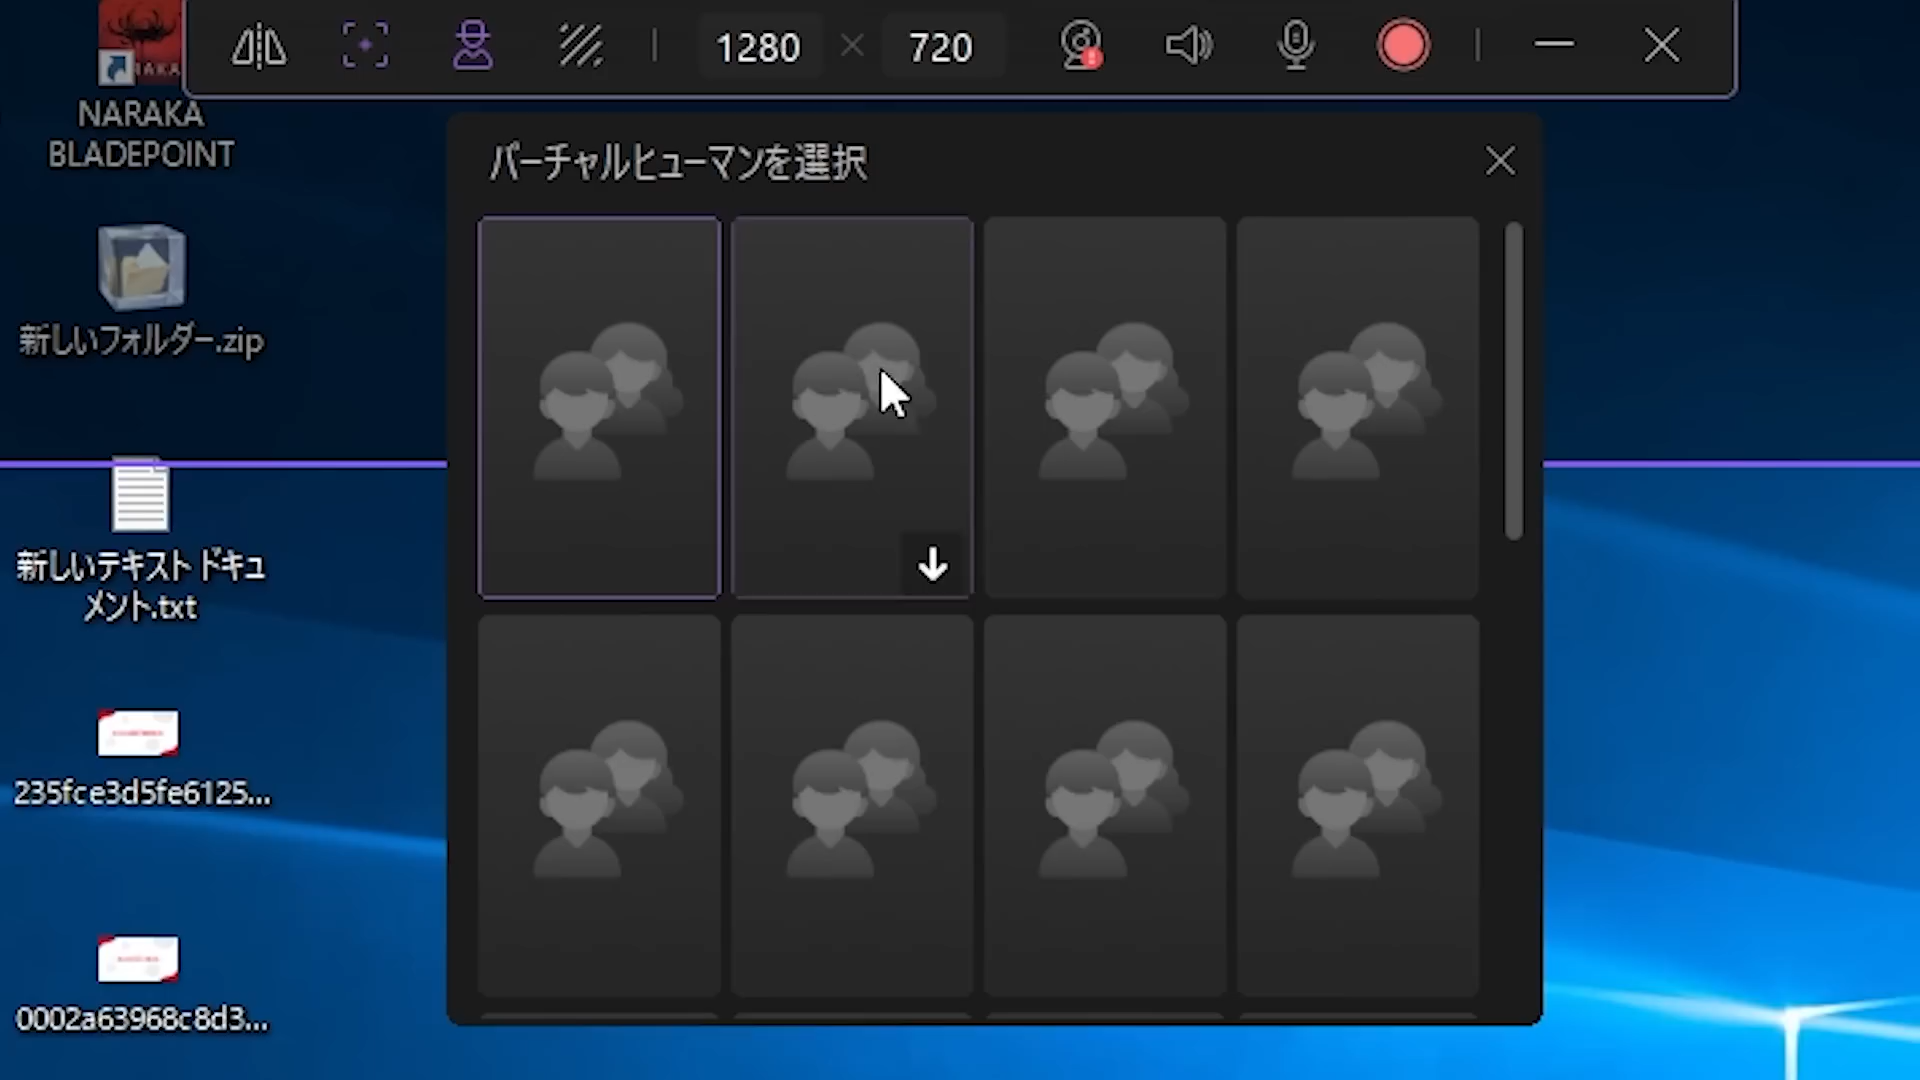 1280 × 720
NARAKA
BLADEPOINT
バーチャルヒューマンを選択
新しいフォルダー.zip
新しいテキスト ドキュ
メント.txt
235fce3d5fe6125...
0002a63968c8d3...